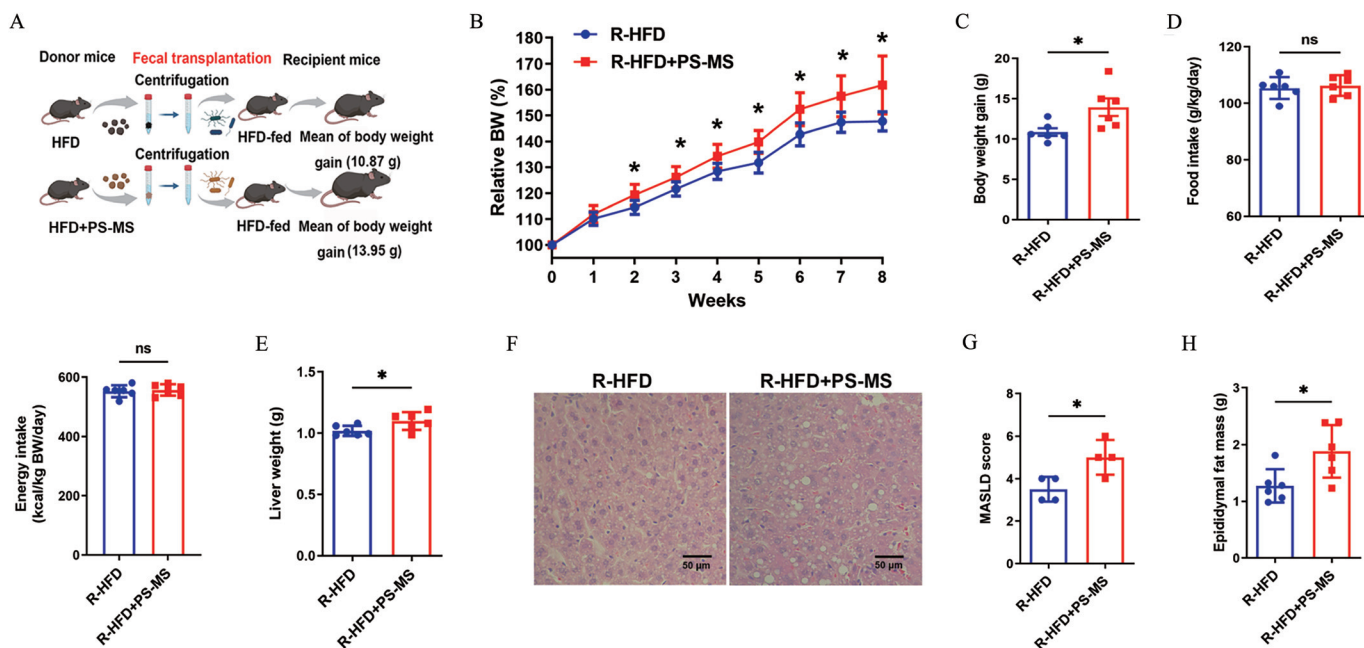 A
Donor mice Fecal transplantation Recipient mice
Centrifugation
HFD
HFD-fed Mean of body weight
gain (10.87 g)
Centrifugation
HFD+PS-MS
HFD-fed Mean of body weight
gain (13.95 g)
B
R-HFD
R-HFD+PS-MS
Relative BW (%)
180
170
160
150
140
130
120
110
100
* * * * * * *
0 1 2 3 4 5 6 7 8
Weeks
C
*
Body weight gain (g)
20
15
10
5
0
R-HFD
R-HFD+PS-MS
D
ns
Food intake (g/kg/day)
120
100
80
60
R-HFD
R-HFD+PS-MS
ns
Energy intake
(kcal/kg BW/day)
600
300
0
R-HFD
R-HFD+PS-MS
E
*
Liver weight (g)
1.5
1.0
0.5
0.0
R-HFD
R-HFD+PS-MS
F
R-HFD R-HFD+PS-MS
50 μm 50 μm
G
*
MASLD score
8
6
4
2
0
R-HFD
R-HFD+PS-MS
H
*
Epididymal fat mass (g)
3
2
1
0
R-HFD
R-HFD+PS-MS